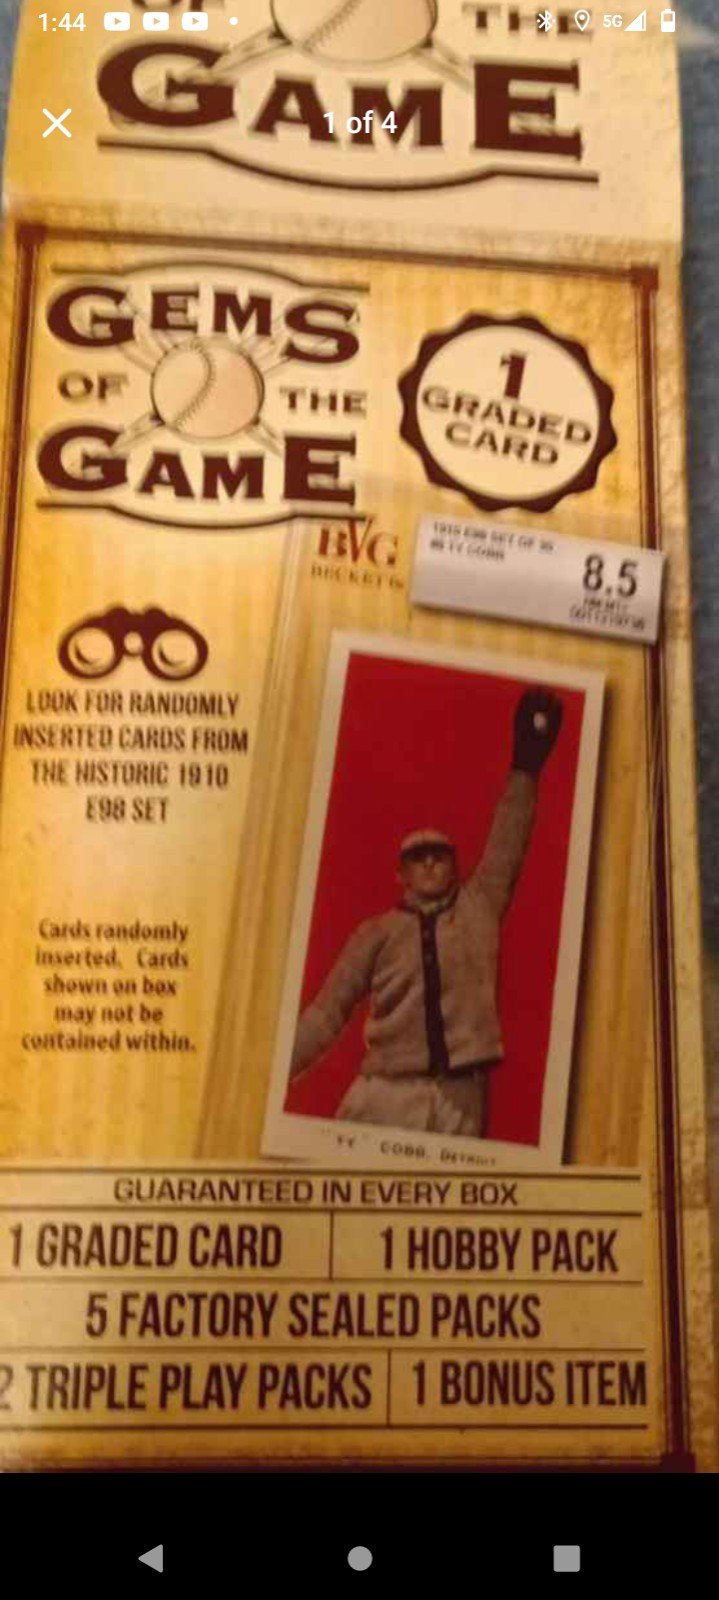 1:44
5G
OF THE
GAME
1 of 4
GEMS
OF THE
GAME
1
GRADED
CARD
BVG
8.5
LOOK FOR RANDOMLY
INSERTED CARDS FROM
THE HISTORIC 1910
E98 SET
Cards randomly
inserted. Cards
shown on box
may not be
contained within.
"TY" COBB, DETROIT
GUARANTEED IN EVERY BOX
1 GRADED CARD 1 HOBBY PACK
5 FACTORY SEALED PACKS
2 TRIPLE PLAY PACKS 1 BONUS ITEM